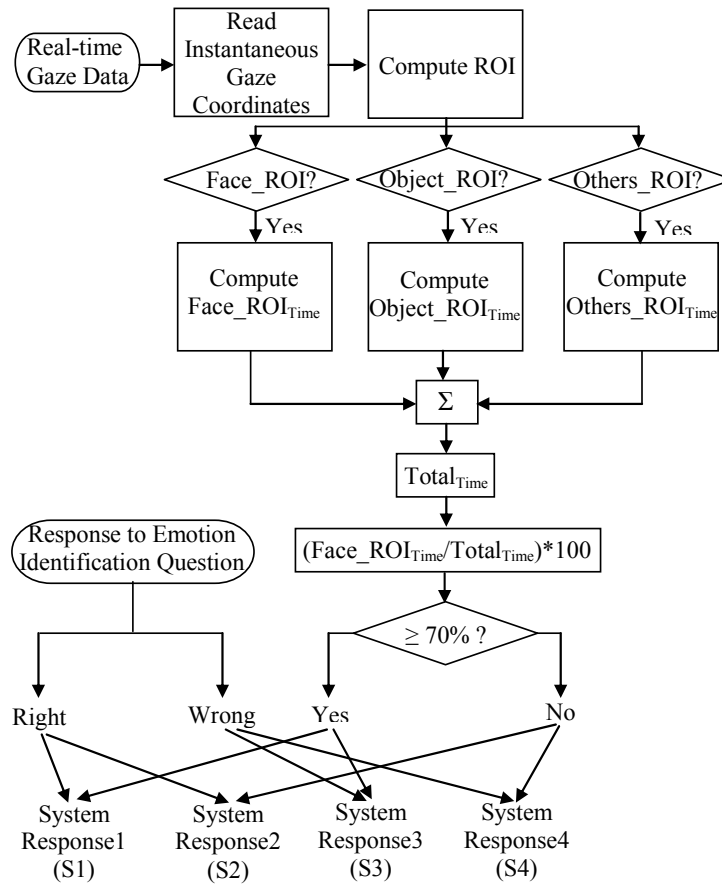 Real-time
Gaze Data
Read
Instantaneous
Gaze
Coordinates
Compute ROI
Face_ROI?
Object_ROI?
Others_ROI?
Yes
Yes
Yes
Compute
Face_ROITime
Compute
Object_ROITime
Compute
Others_ROITime
Σ
TotalTime
(Face_ROITime/TotalTime)*100
Response to Emotion
Identification Question
≥ 70% ?
Right
Wrong
Yes
No
System
Response1
(S1)
System
Response2
(S2)
System
Response3
(S3)
System
Response4
(S4)